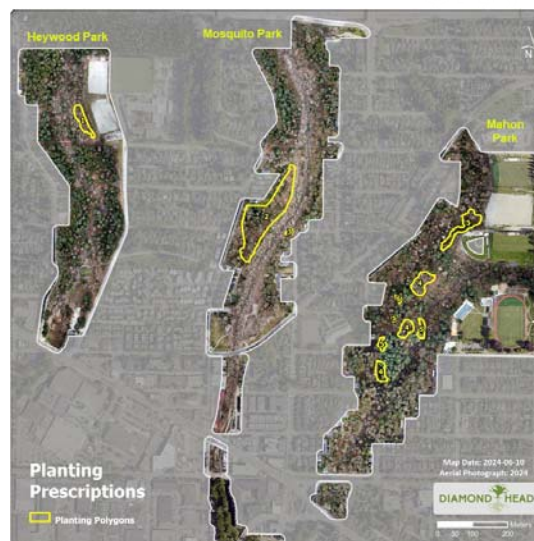 Heywood Park
Mosquito Park
N
Mahon
Park
Map Date: 2024-06-18
Aerial Photograph: 2024
Planting
Prescriptions
DIAMOND HEAD
Planting Polygons
Meters
0 50 100 200